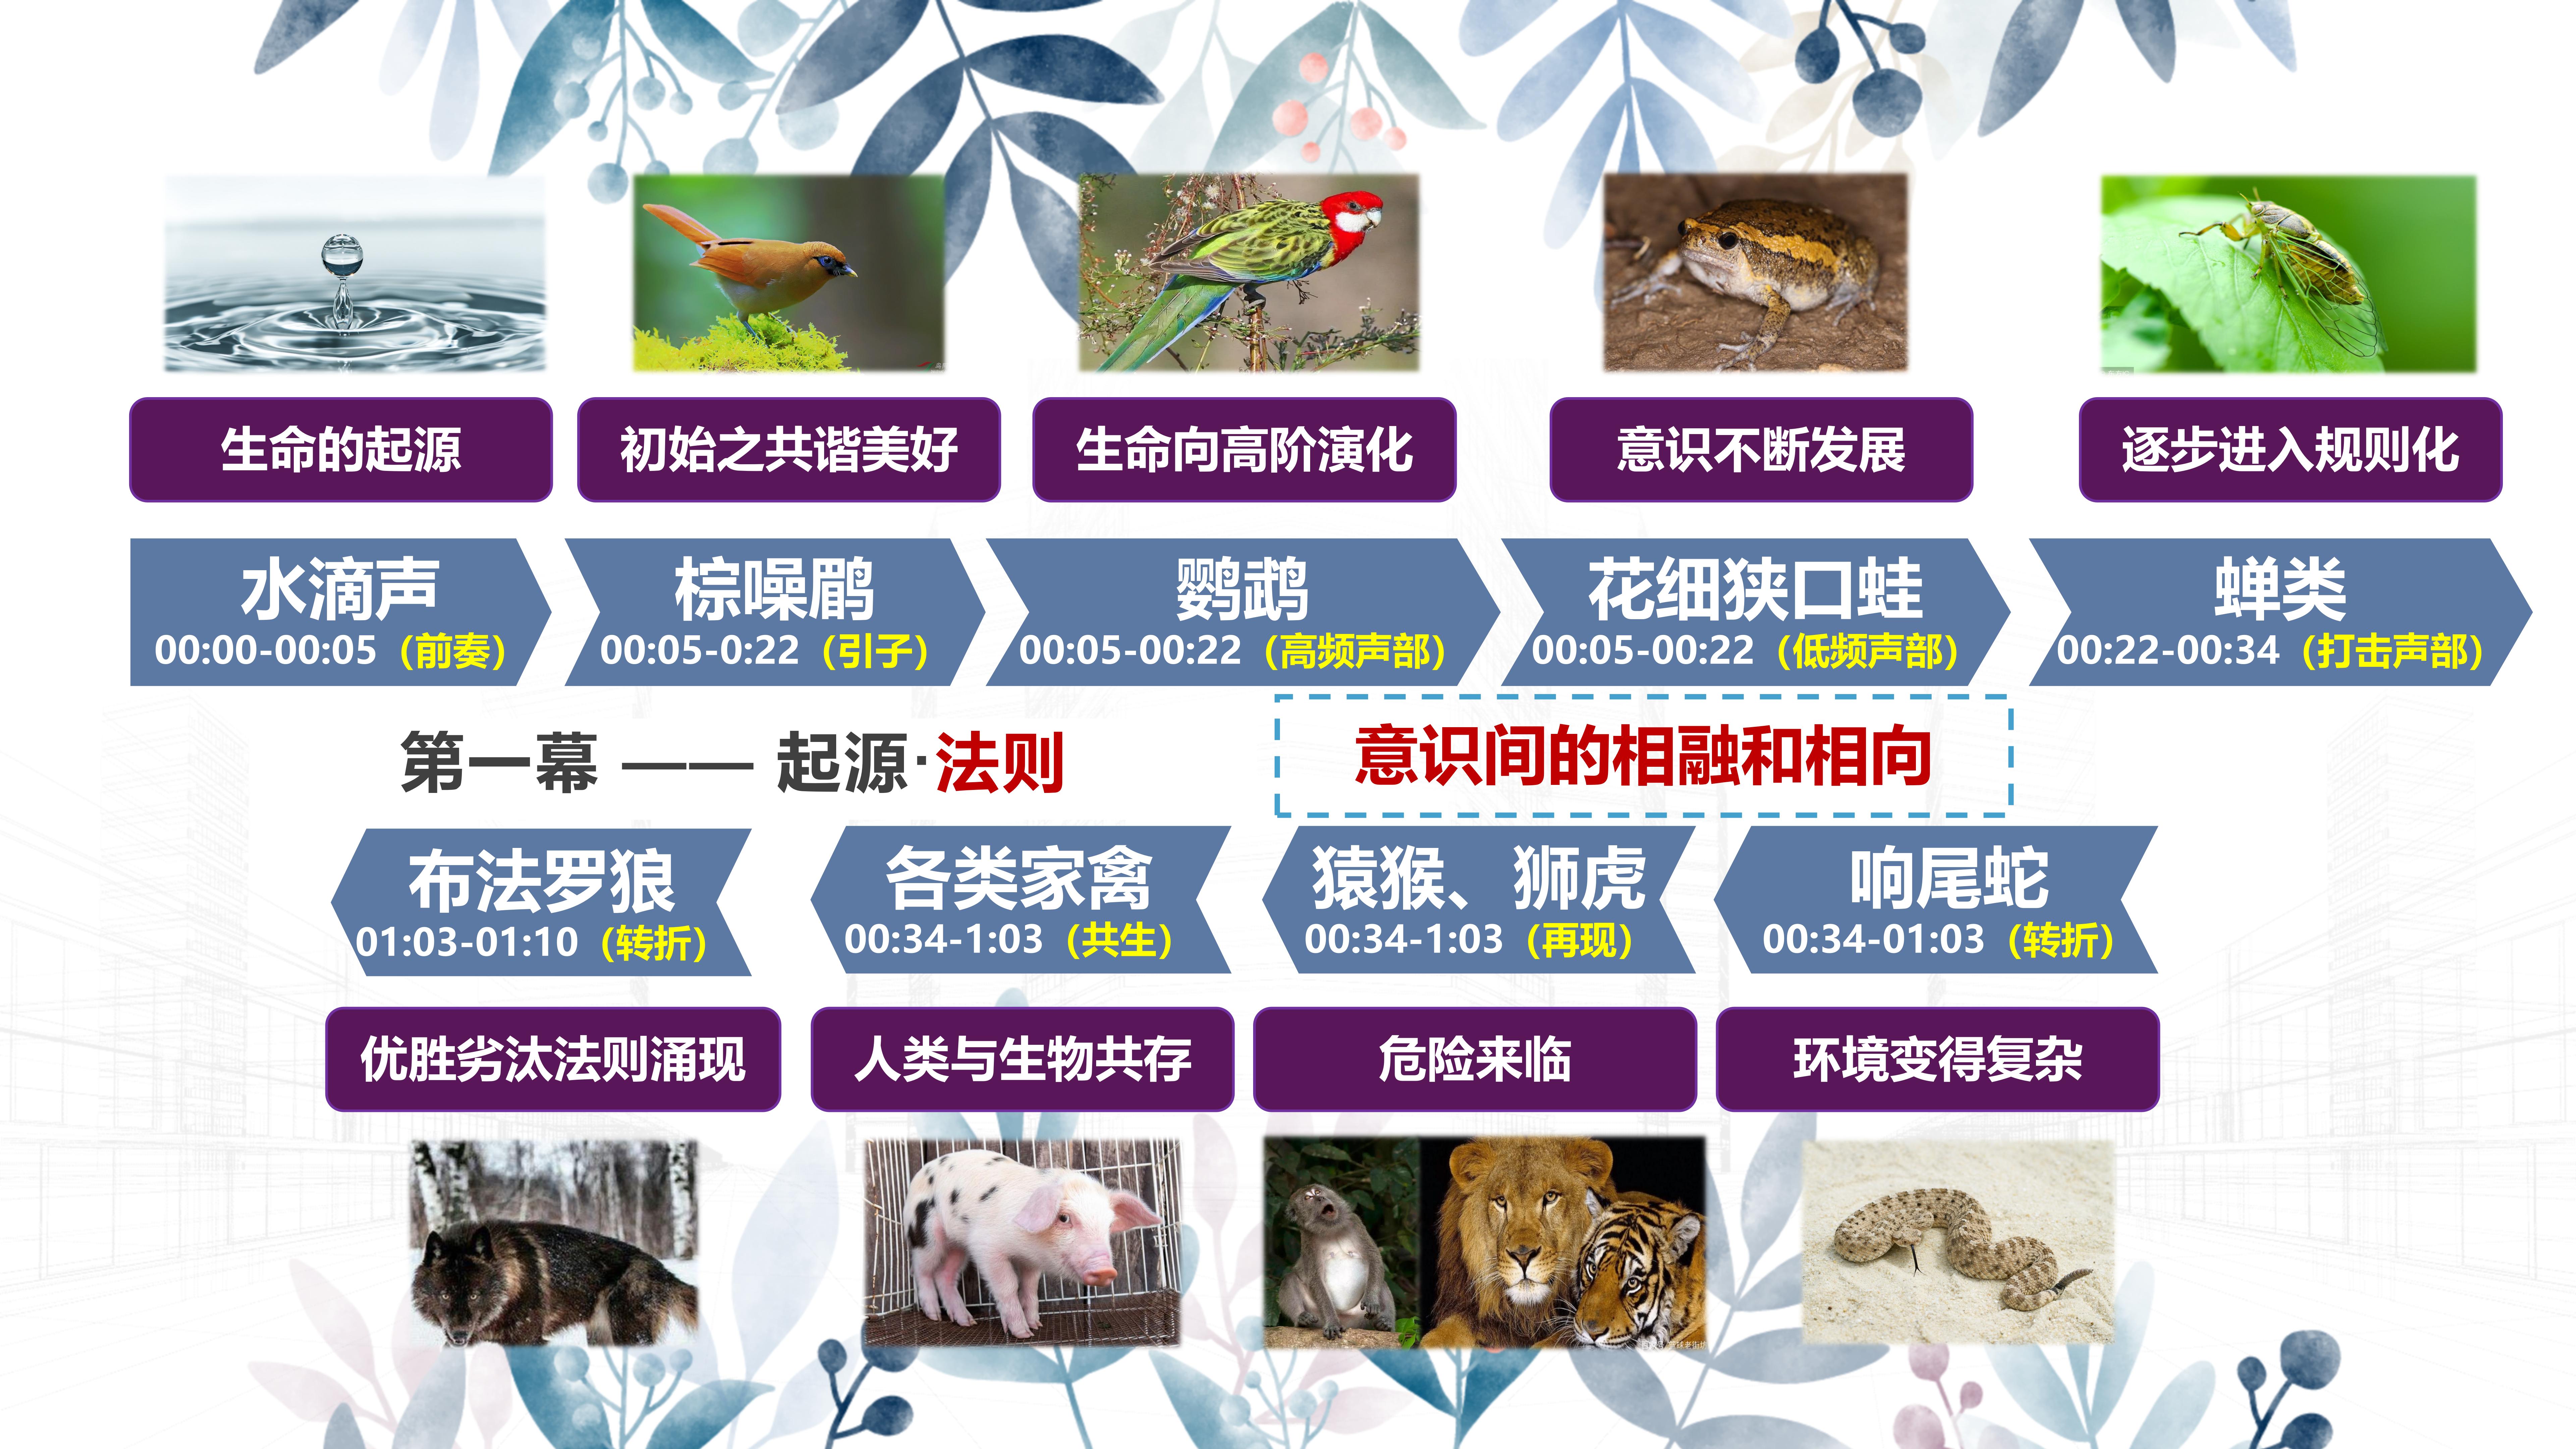 生命的起源
初始之共谐美好
生命向高阶演化
意识不断发展
逐步进入规则化
水滴声
00:00-00:05（前奏）
棕噪鹛
00:05-0:22（引子）
鹦鹉
00:05-00:22（高频声部）
花细狭口蛙
00:05-00:22（低频声部）
蝉类
00:22-00:34（打击声部）
第一幕 —— 起源·法则
意识间的相融和相向
布法罗狼
01:03-01:10（转折）
各类家禽
00:34-1:03（共生）
猿猴、狮虎
00:34-1:03（再现）
响尾蛇
00:34-01:03（转折）
优胜劣汰法则涌现
人类与生物共存
危险来临
环境变得复杂